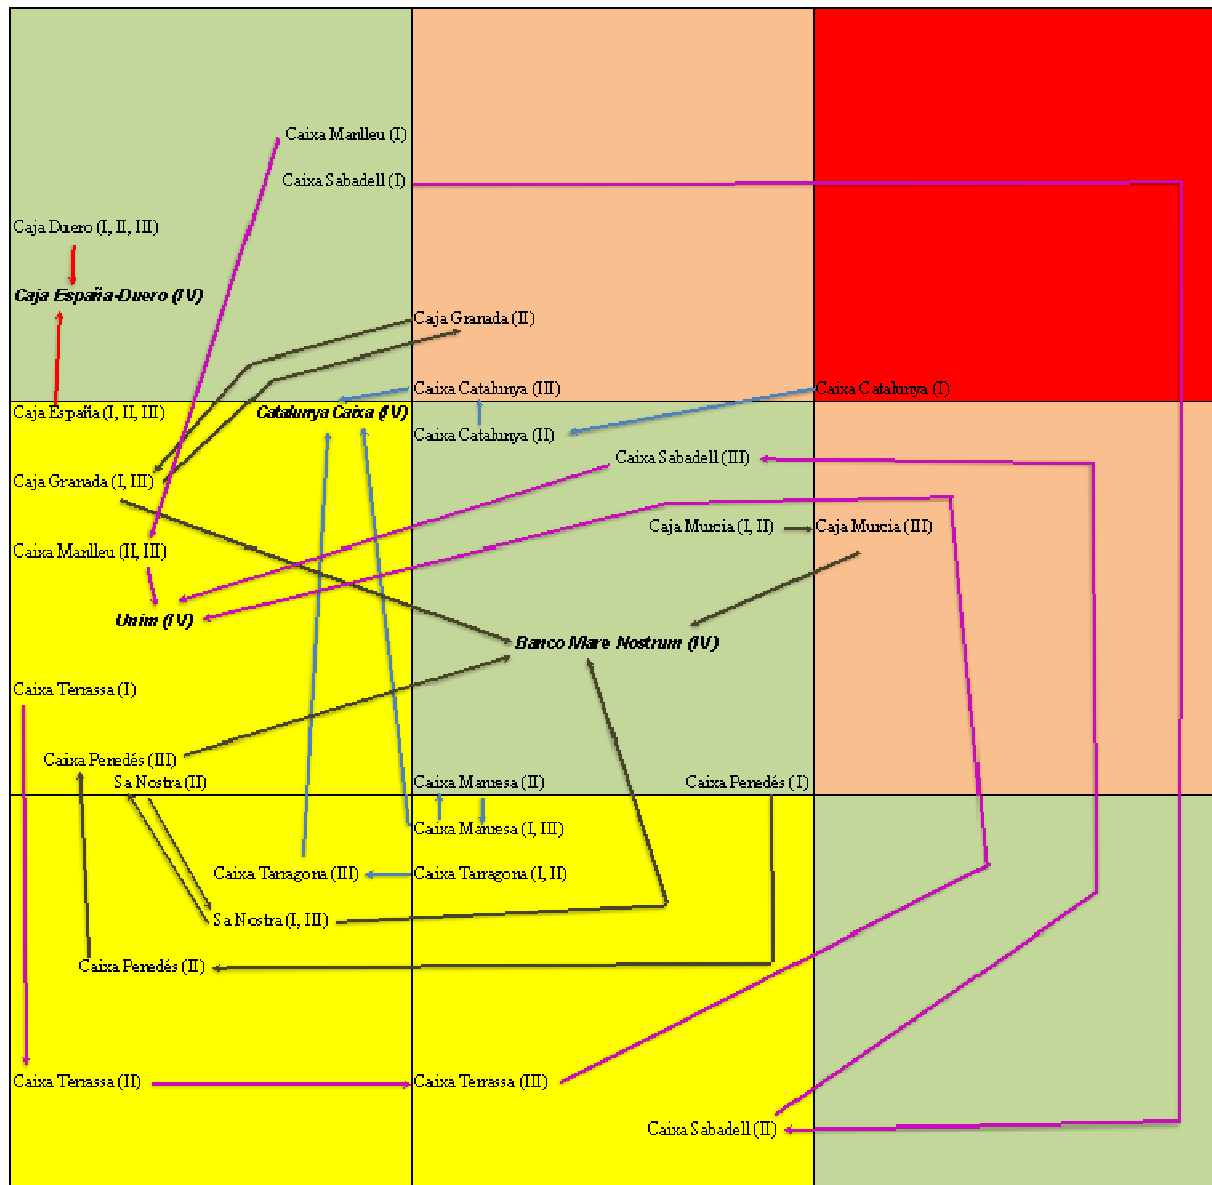 Caixa Manlleu (I)
Caixa Sabadell (I)
Caja Duero (I, II, III)
Caja España-Duero (IV)
Caja Granada (II)
Caixa Catalunya (III)
Caixa Catalunya (I)
Caja España (I, II, III)
Catalunya Caixa (IV)
Caixa Catalunya (II)
Caixa Sabadell (III)
Caja Granada (I, III)
Caja Murcia (I, II)
Caja Murcia (III)
Caixa Manlleu (II, III)
Unim (IV)
Banco Mare Nostrum (IV)
Caixa Terrassa (I)
Caixa Penedés (III)
Sa Nostra (II)
Caixa Manresa (II)
Caixa Penedés (I)
Caixa Manresa (I, III)
Caixa Tarragona (III)
Caixa Tarragona (I, II)
Sa Nostra (I, III)
Caixa Penedés (II)
Caixa Terrassa (II)
Caixa Terrassa (III)
Caixa Sabadell (II)